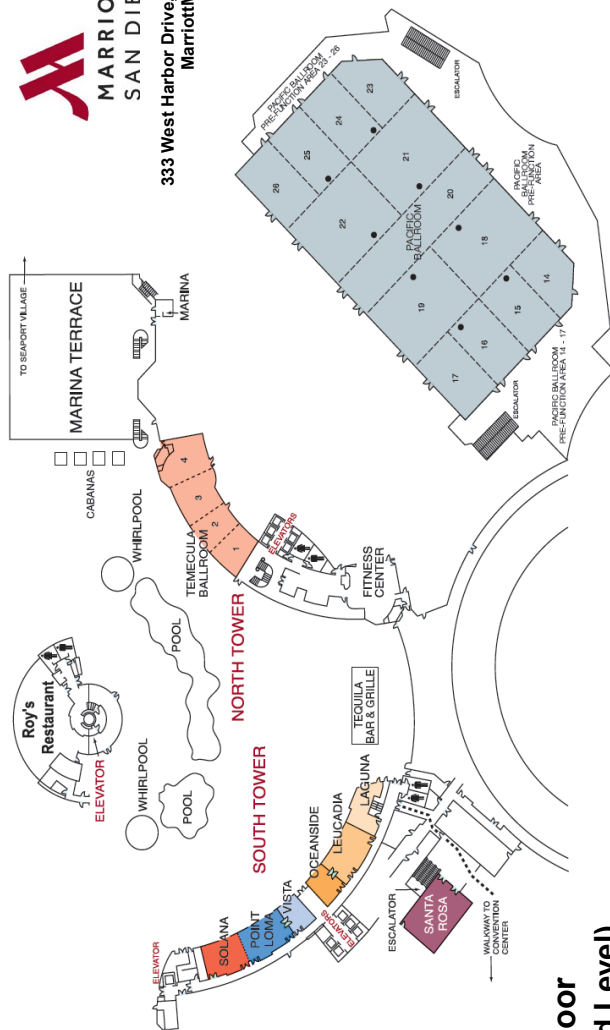 MARRIO
SAN DIE
333 West Harbor Drive,
MarriottM
TO SEAPORT VILLAGE
MARINA TERRACE
MARINA
CABANAS
WHIRLPOOL
TEMECULA
BALLROOM
1
2
3
4
ELEVATORS
FITNESS
CENTER
POOL
NORTH TOWER
Roy's
Restaurant
ELEVATOR
WHIRLPOOL
POOL
SOUTH TOWER
TEQUILA
BAR & GRILLE
ELEVATOR
SOLANA
POINT
LOMA
VISTA
OCEANSIDE
LEUCADIA
LAGUNA
ELEVATORS
ESCALATOR
SANTA
ROSA
WALKWAY TO
CONVENTION
CENTER
PACIFIC BALLROOM
PRE-FUNCTION AREA 23 - 26
ESCALATOR
26
25
24
23
22
21
PACIFIC
BALLROOM
20
19
18
17
16
15
14
PACIFIC
BALLROOM
PRE-FUNCTION
AREA
ESCALATOR
PACIFIC BALLROOM
PRE-FUNCTION AREA 14 - 17
oor
d Level)